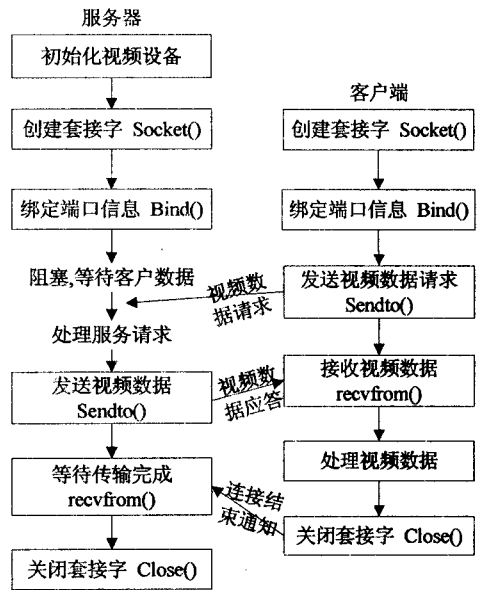 服务器
初始化视频设备
创建套接字 Socket()
绑定端口信息 Bind()
阻塞,等待客户数据
处理服务请求
发送视频数据
Sendto()
等待传输完成
recvfrom()
关闭套接字 Close()
视频数
据请求
视频数
据应答
连接结
束通知
客户端
创建套接字 Socket()
绑定端口信息 Bind()
发送视频数据请求
Sendto()
接收视频数据
recvfrom()
处理视频数据
关闭套接字 Close()